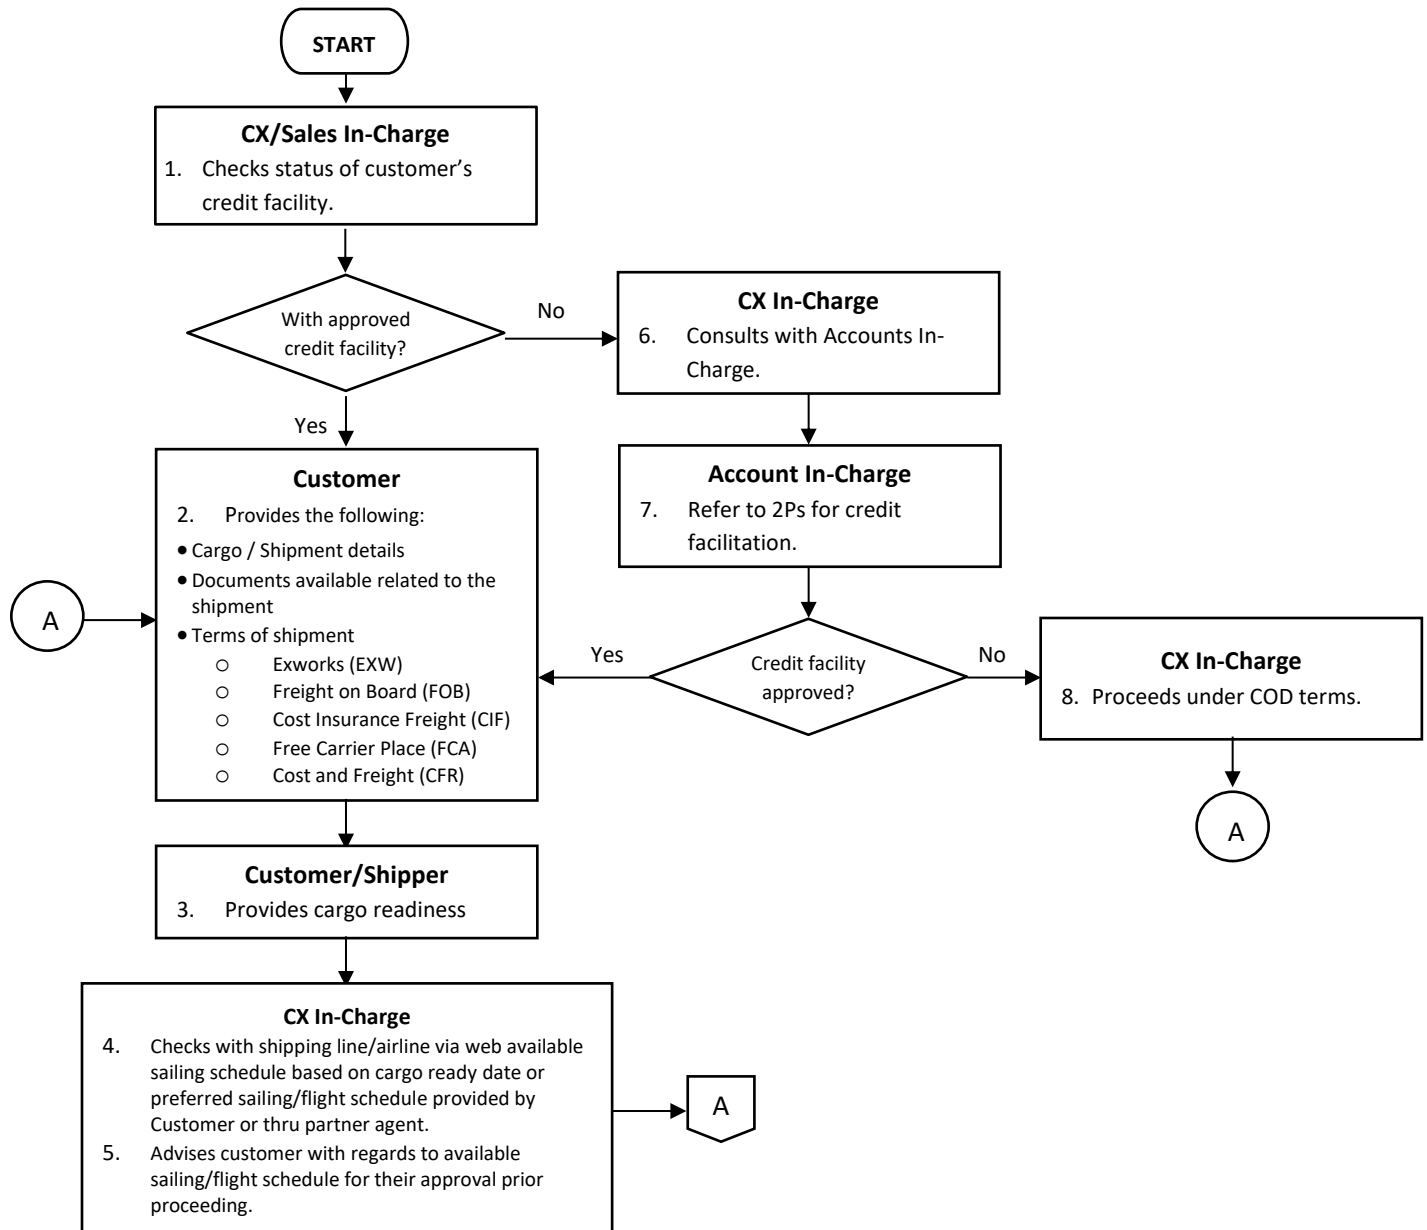 START
CX/Sales In-Charge
1. Checks status of customer’s
credit facility.
With approved
credit facility?
No
Yes
CX In-Charge
6. Consults with Accounts In-
Charge.
Account In-Charge
7. Refer to 2Ps for credit
facilitation.
Credit facility
approved?
Yes
No
CX In-Charge
8. Proceeds under COD terms.
A
A
Customer
2. Provides the following:
• Cargo / Shipment details
• Documents available related to the
shipment
• Terms of shipment
○ Exworks (EXW)
○ Freight on Board (FOB)
○ Cost Insurance Freight (CIF)
○ Free Carrier Place (FCA)
○ Cost and Freight (CFR)
Customer/Shipper
3. Provides cargo readiness
CX In-Charge
4. Checks with shipping line/airline via web available
sailing schedule based on cargo ready date or
preferred sailing/flight schedule provided by
Customer or thru partner agent.
5. Advises customer with regards to available
sailing/flight schedule for their approval prior
proceeding.
A